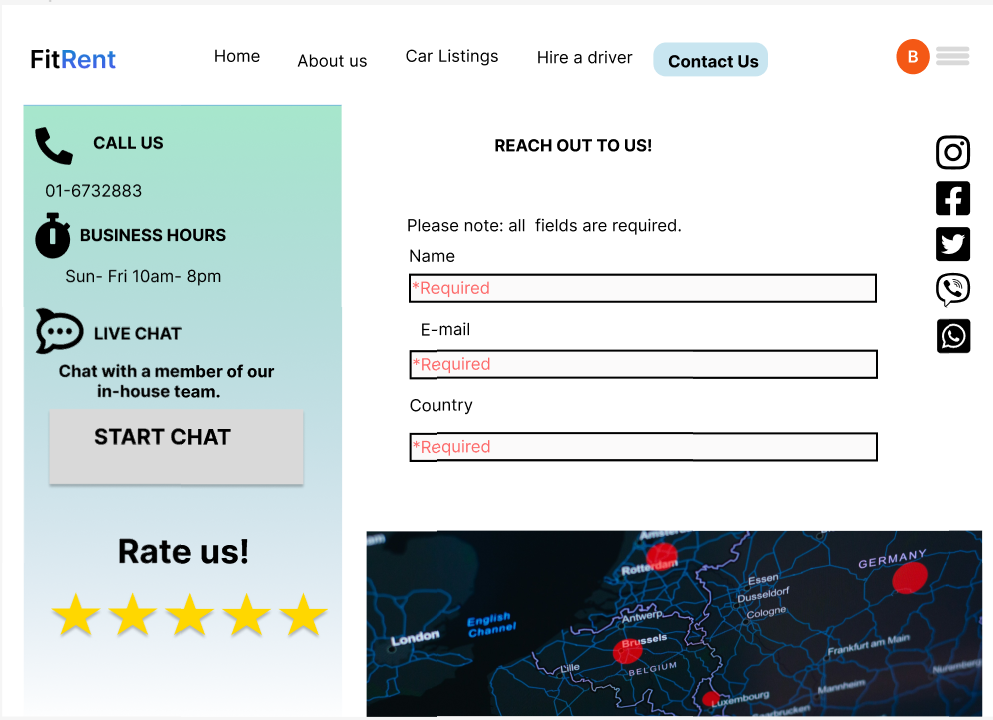 FitRent
Home
About us
Car Listings
Hire a driver
Contact Us
B
CALL US
01-6732883
BUSINESS HOURS
Sun- Fri 10am- 8pm
LIVE CHAT
Chat with a member of our
in-house team.
START CHAT
Rate us!
REACH OUT TO US!
Please note: all  fields are required.
Name
*Required
E-mail
*Required
Country
*Required
Rotterdam
GERMANY
Essen
Dusseldorf
Cologne
English
Channel
London
Antwerp
Brussels
BELGIUM
Lille
Frankfurt am Main
Luxembourg
Mannheim